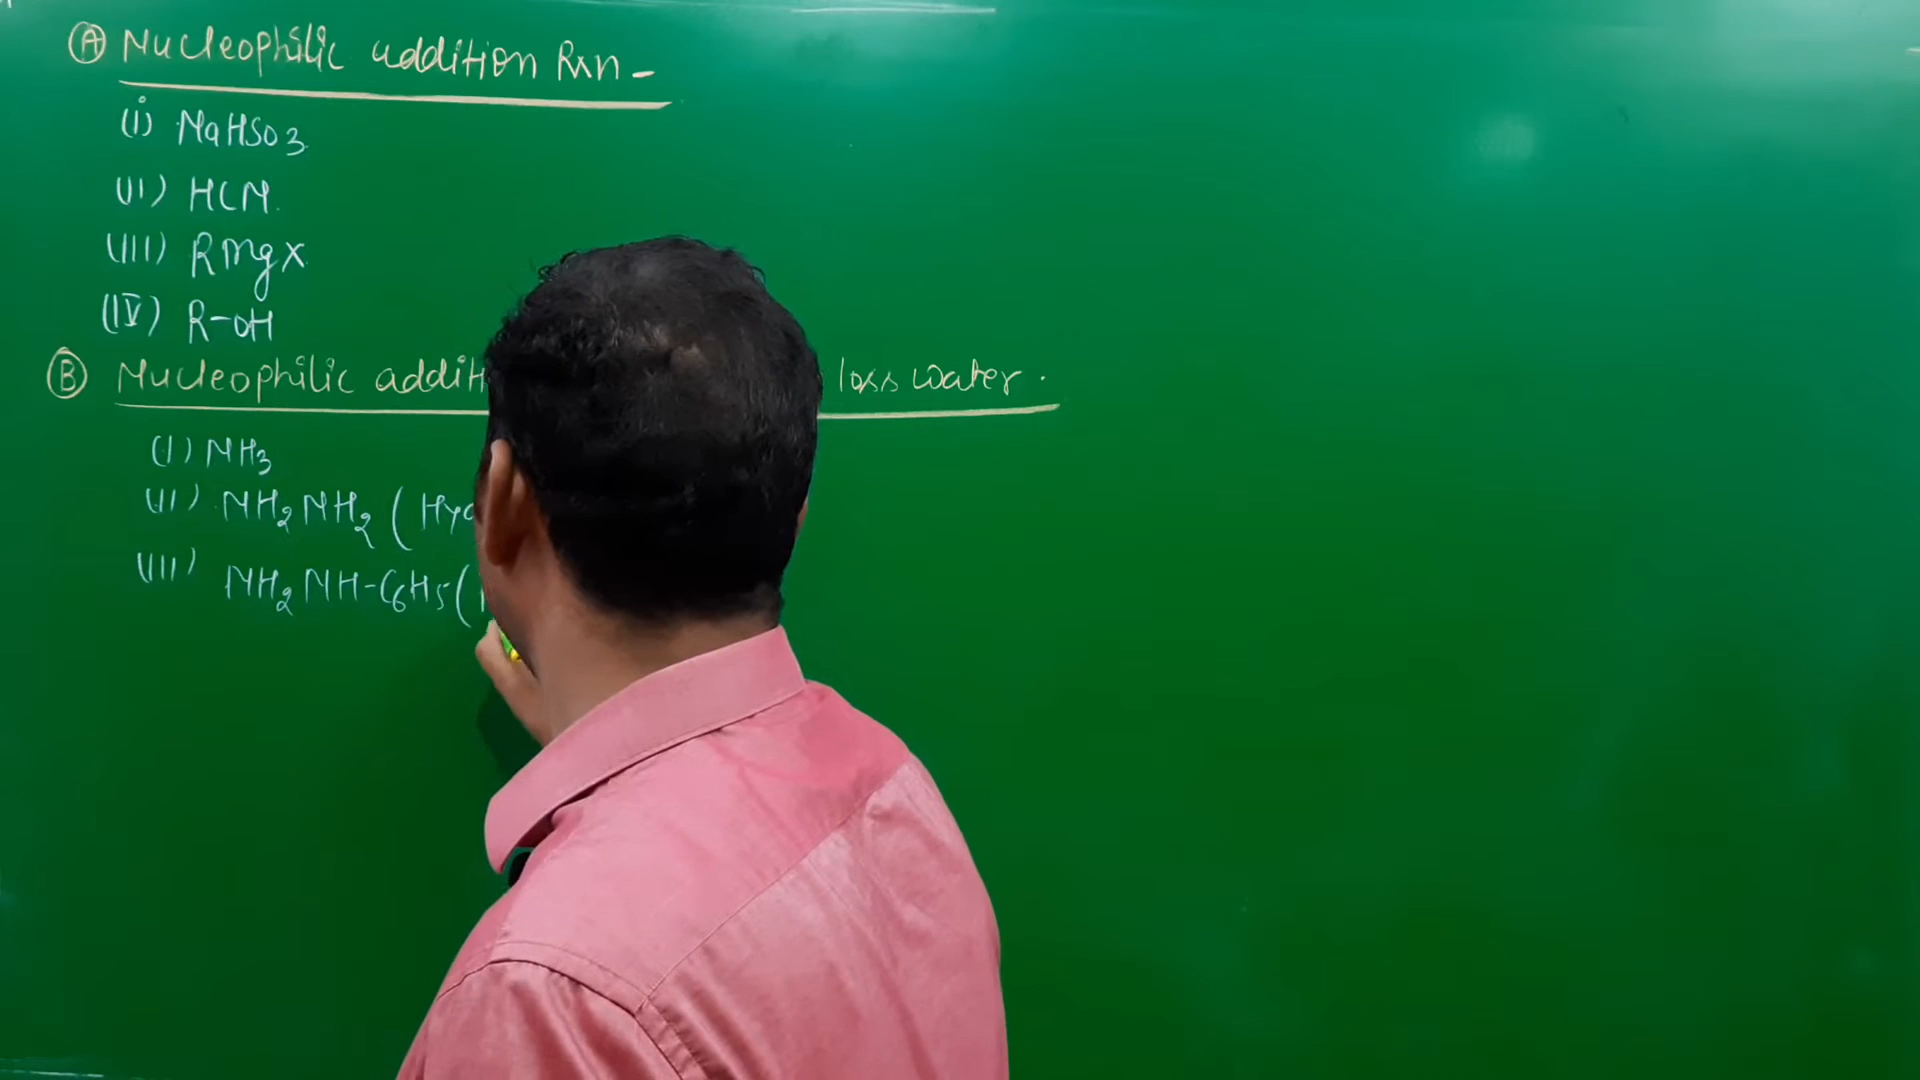 (A) Nucleophilic addition Rxn -
(i) NaHSO3
(II) HCN.
(III) RMgX
(IV) R-OH
(B) Nucleophilic addit loss water.
(I) NH3
(II) NH2NH2 (Hyd
(III) NH2NH-C6H5(